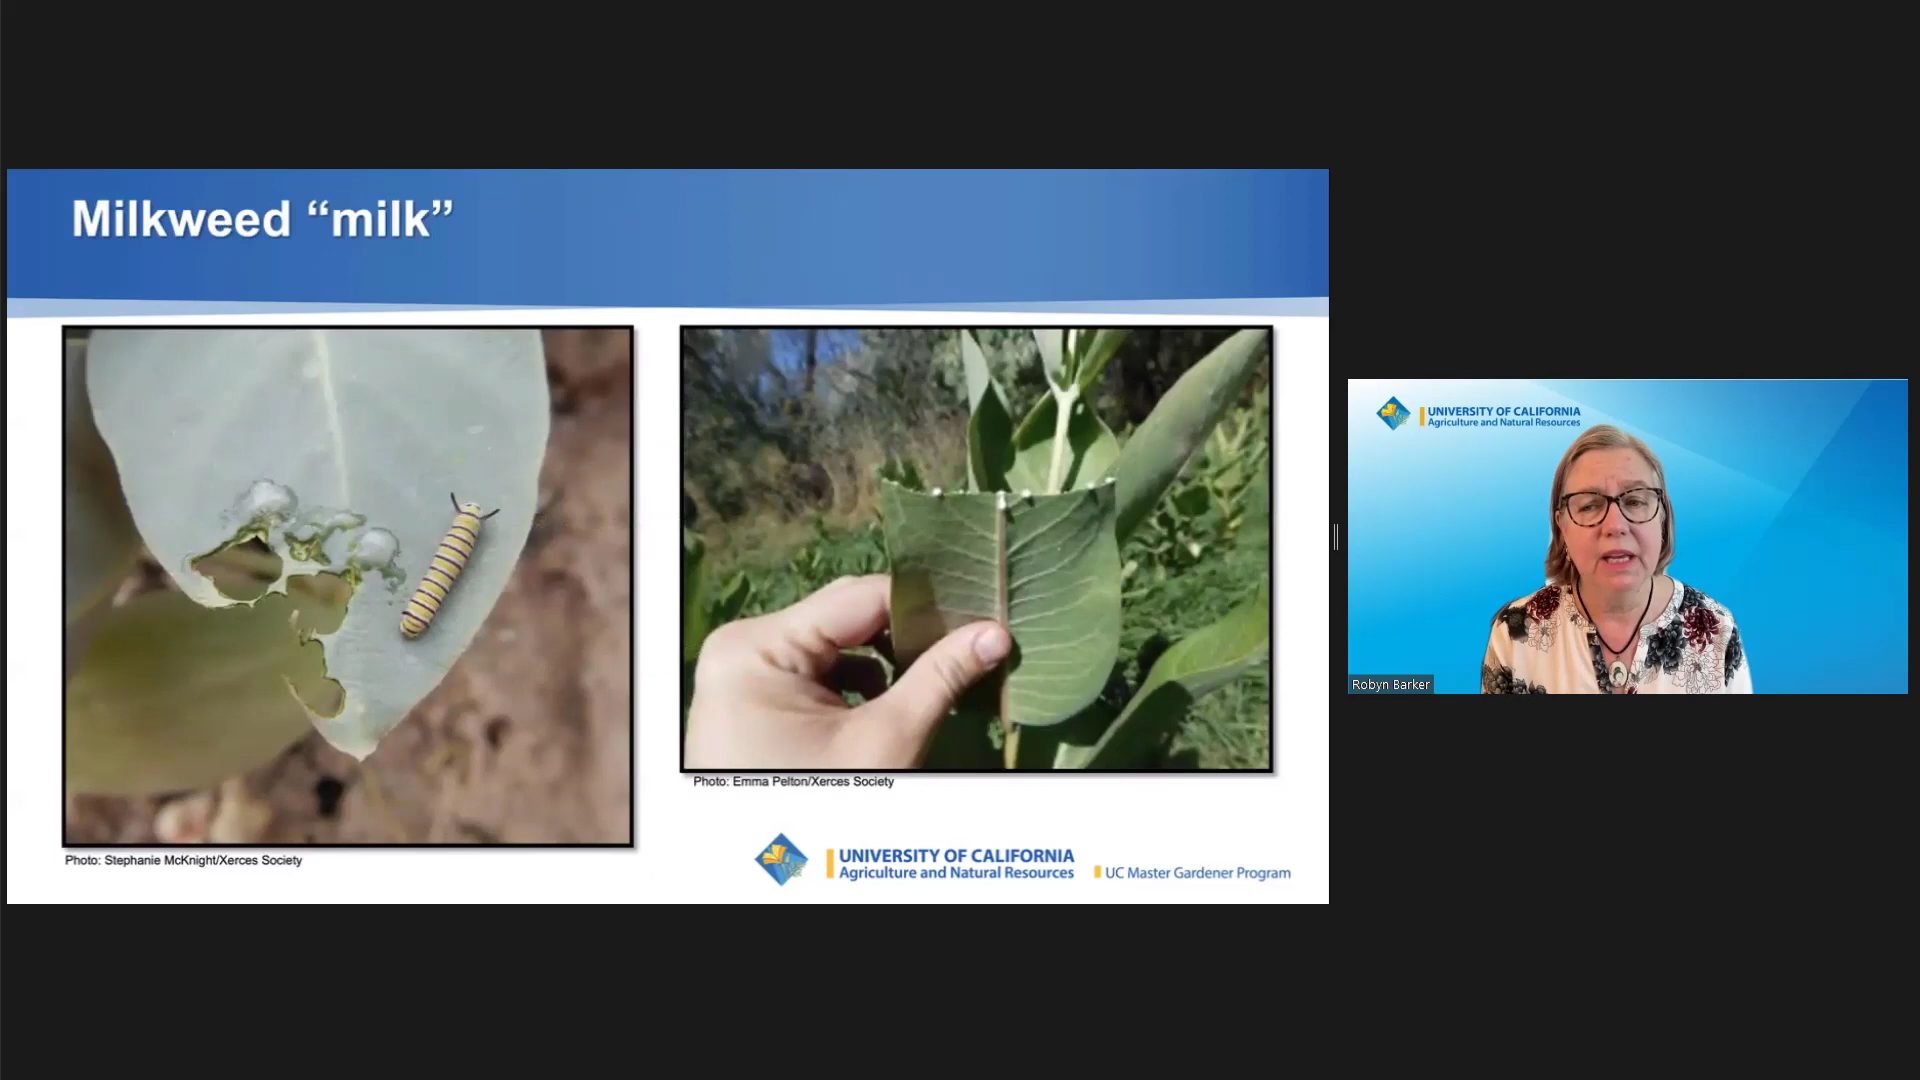 Milkweed “milk”
Photo: Stephanie McKnight/Xerces Society
Photo: Emma Pelton/Xerces Society
UNIVERSITY OF CALIFORNIA
Agriculture and Natural Resources
UC Master Gardener Program
UNIVERSITY OF CALIFORNIA
Agriculture and Natural Resources
Robyn Barker